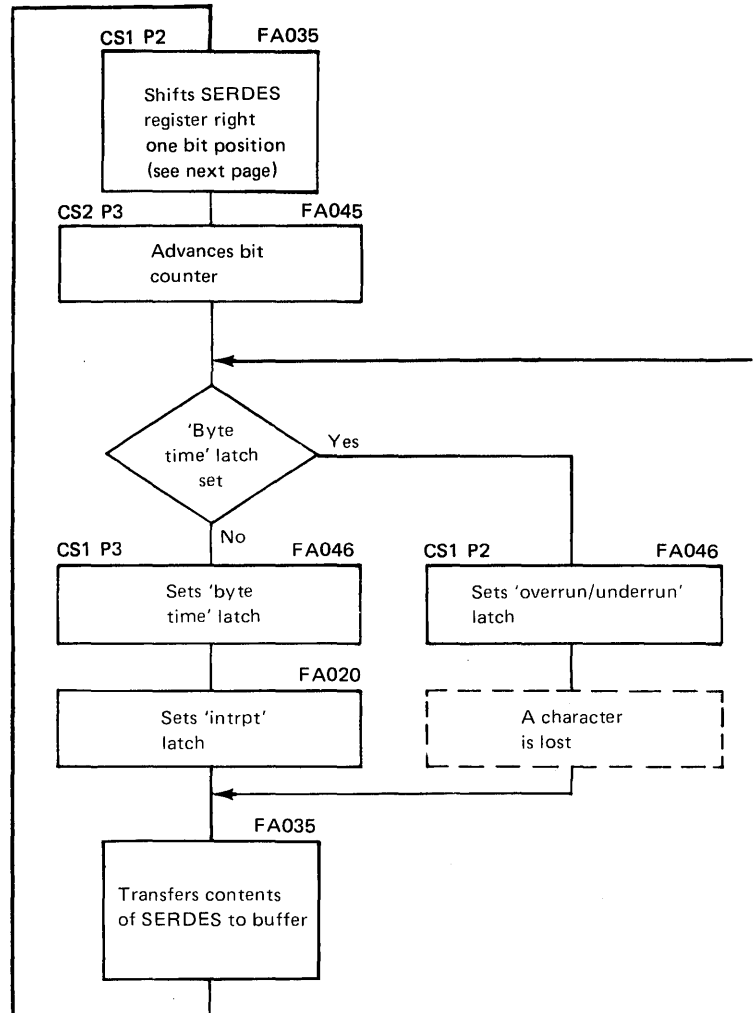 CS1 P2 FA035
Shifts SERDES
register right
one bit position
(see next page)
CS2 P3 FA045
Advances bit
counter
'Byte
time' latch
set
Yes
No
CS1 P3 FA046
Sets 'byte
time' latch
CS1 P2 FA046
Sets 'overrun/underrun'
latch
FA020
Sets 'intrpt'
latch
A character
is lost
FA035
Transfers contents
of SERDES to buffer